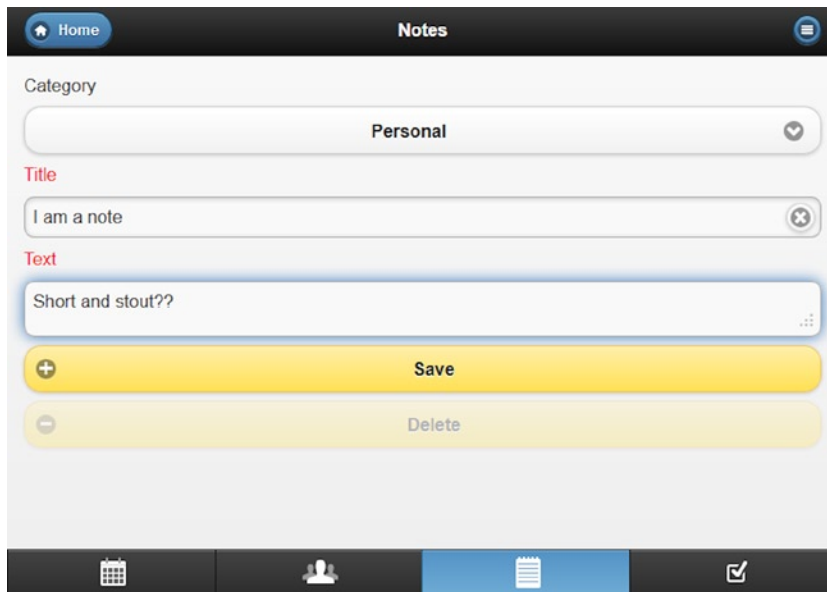 Home
Notes
Category
Personal
Title
I am a note
Text
Short and stout??
Save
Delete